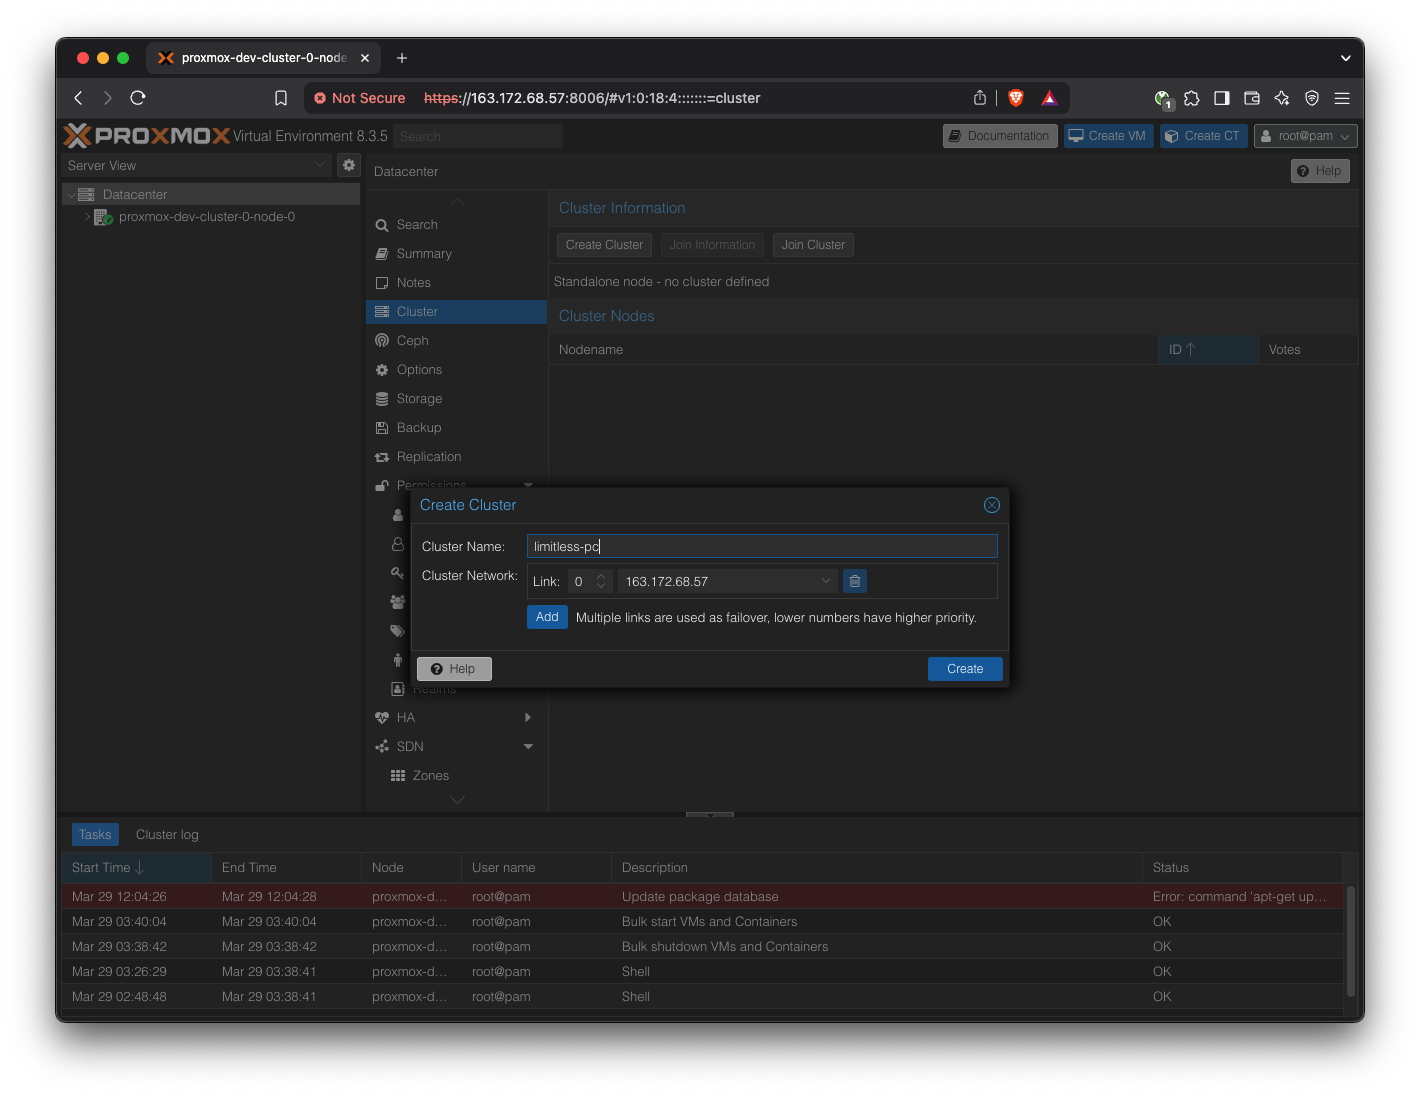 proxmox-dev-cluster-0-node
Not Secure https://163.172.68.57:8006/#v1:0:18:4:::::::=cluster
1
PROXMOX Virtual Environment 8.3.5 Search
Documentation Create VM Create CT root@pam
Server View
Datacenter
Help
Datacenter
proxmox-dev-cluster-0-node-0
Search
Summary
Notes
Cluster
Ceph
Options
Storage
Backup
Replication
Permissions
Realms
HA
SDN
Zones
Cluster Information
Create Cluster Join Information Join Cluster
Standalone node - no cluster defined
Cluster Nodes
Nodename ID Votes
Create Cluster
Cluster Name: limitless-pc
Cluster Network: Link: 0 163.172.68.57
Add Multiple links are used as failover, lower numbers have higher priority.
Help Create
Tasks Cluster log
Start Time End Time Node User name Description Status
Mar 29 12:04:26 Mar 29 12:04:28 proxmox-d... root@pam Update package database Error: command 'apt-get up...
Mar 29 03:40:04 Mar 29 03:40:04 proxmox-d... root@pam Bulk start VMs and Containers OK
Mar 29 03:38:42 Mar 29 03:38:42 proxmox-d... root@pam Bulk shutdown VMs and Containers OK
Mar 29 03:26:29 Mar 29 03:38:41 proxmox-d... root@pam Shell OK
Mar 29 02:48:48 Mar 29 03:38:41 proxmox-d... root@pam Shell OK